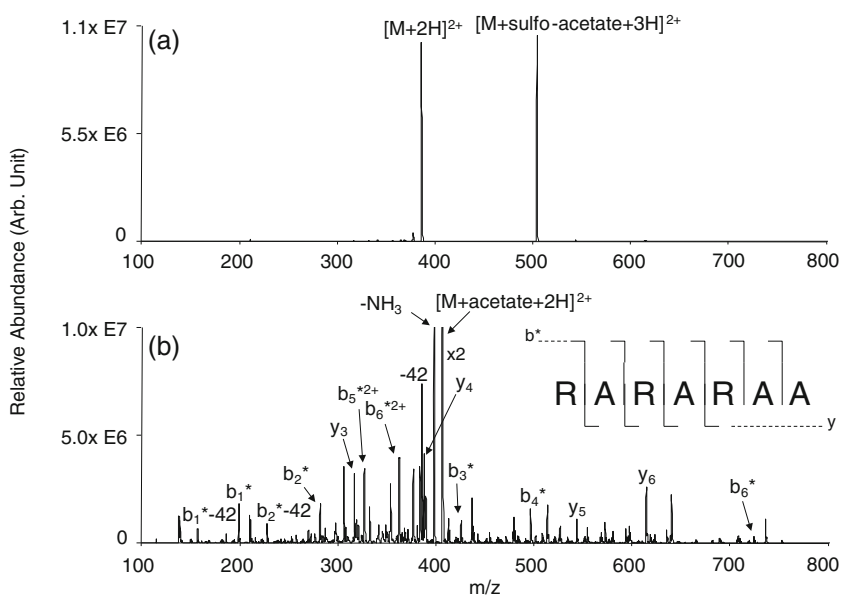 Relative Abundance (Arb. Unit)
(a)
1.1x E7
5.5x E6
0
[M+2H]²⁺
[M+sulfo-acetate+3H]²⁺
100 200 300 400 500 600 700 800
(b)
1.0x E7
5.0x E6
0
-NH₃
[M+acetate+2H]²⁺
x2
-42
b₅*²⁺
b₆*²⁺
y₄
y₃
b₂*
b₁*
b₁*-42
b₂*-42
b₃*
b₄*
y₅
y₆
b₆*
b*
R A R A R A A
y
100 200 300 400 500 600 700 800
m/z